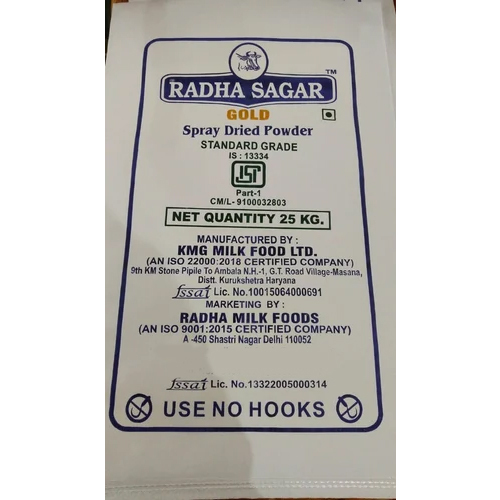 TM
RADHA SAGAR
GOLD
Spray Dried Powder
STANDARD GRADE
IS : 13334
ISI
Part-1
CM/L- 9100032803
NET QUANTITY 25 KG.
MANUFACTURED BY :
KMG MILK FOOD LTD.
(AN ISO 22000:2018 CERTIFIED COMPANY)
9th KM Stone Pipile To Ambala N.H.-1, G.T. Road Village-Masana,
Distt. Kurukshetra Haryana
fssai Lic. No.10015064000691
MARKETING BY :
RADHA MILK FOODS
(AN ISO 9001:2015 CERTIFIED COMPANY)
A -450 Shastri Nagar Delhi 110052
fssai Lic. No.13322005000314
USE NO HOOKS